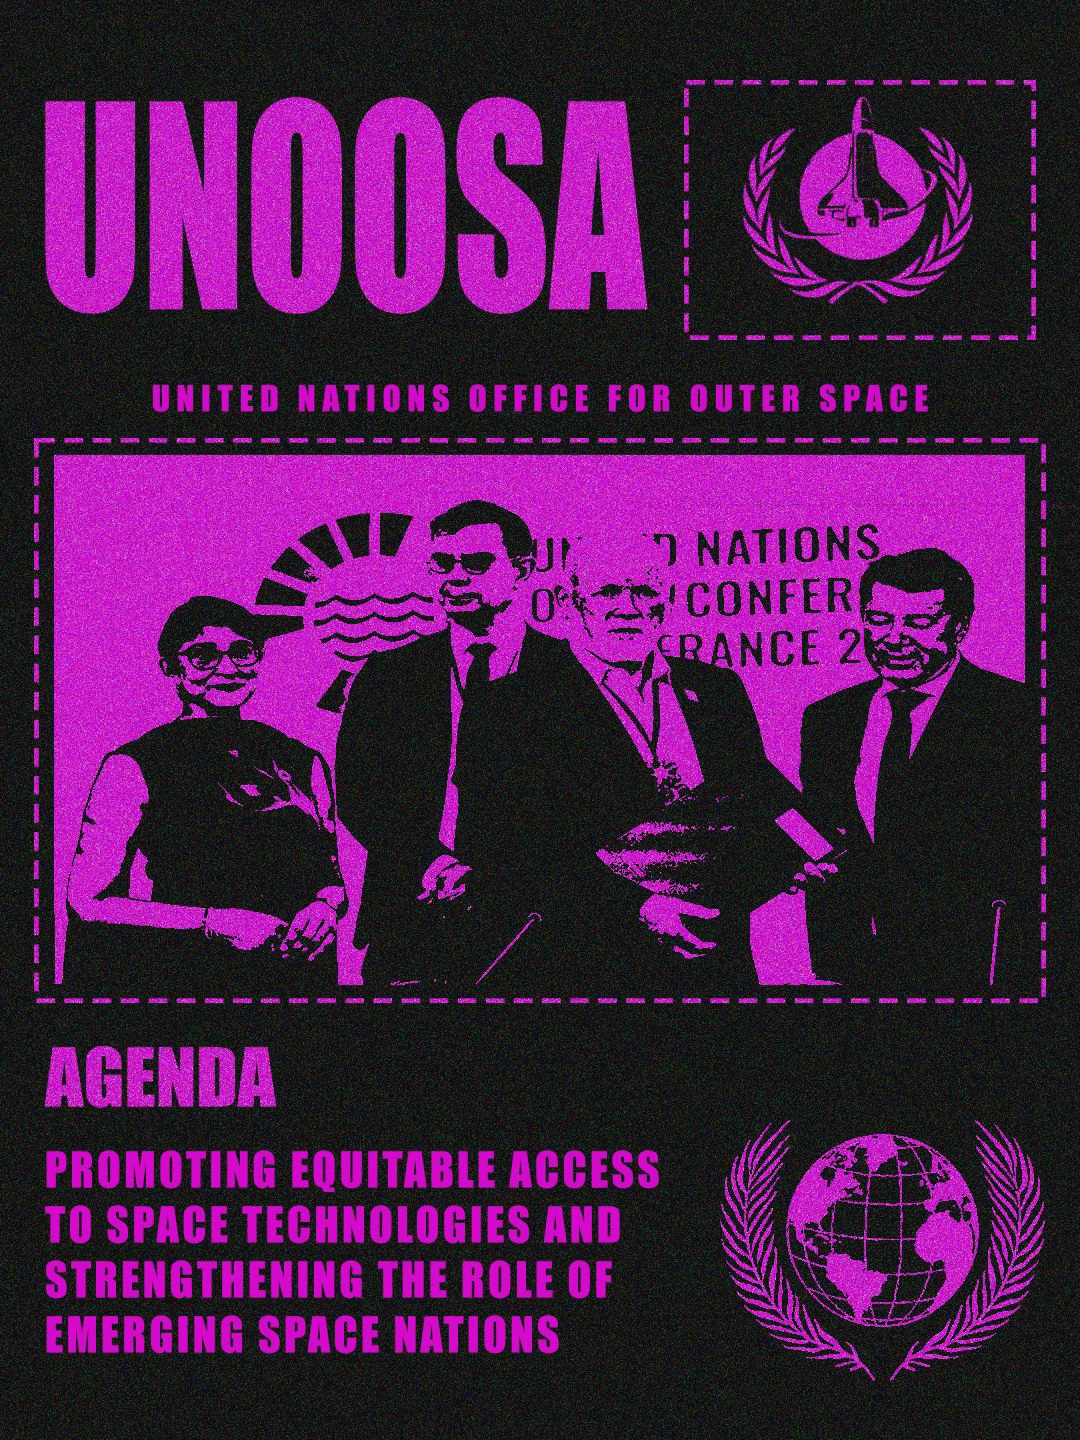 UNOOSA
UNITED NATIONS OFFICE FOR OUTER SPACE
NATIONS
CONFER
RANCE 2
AGENDA
PROMOTING EQUITABLE ACCESS
TO SPACE TECHNOLOGIES AND
STRENGTHENING THE ROLE OF
EMERGING SPACE NATIONS